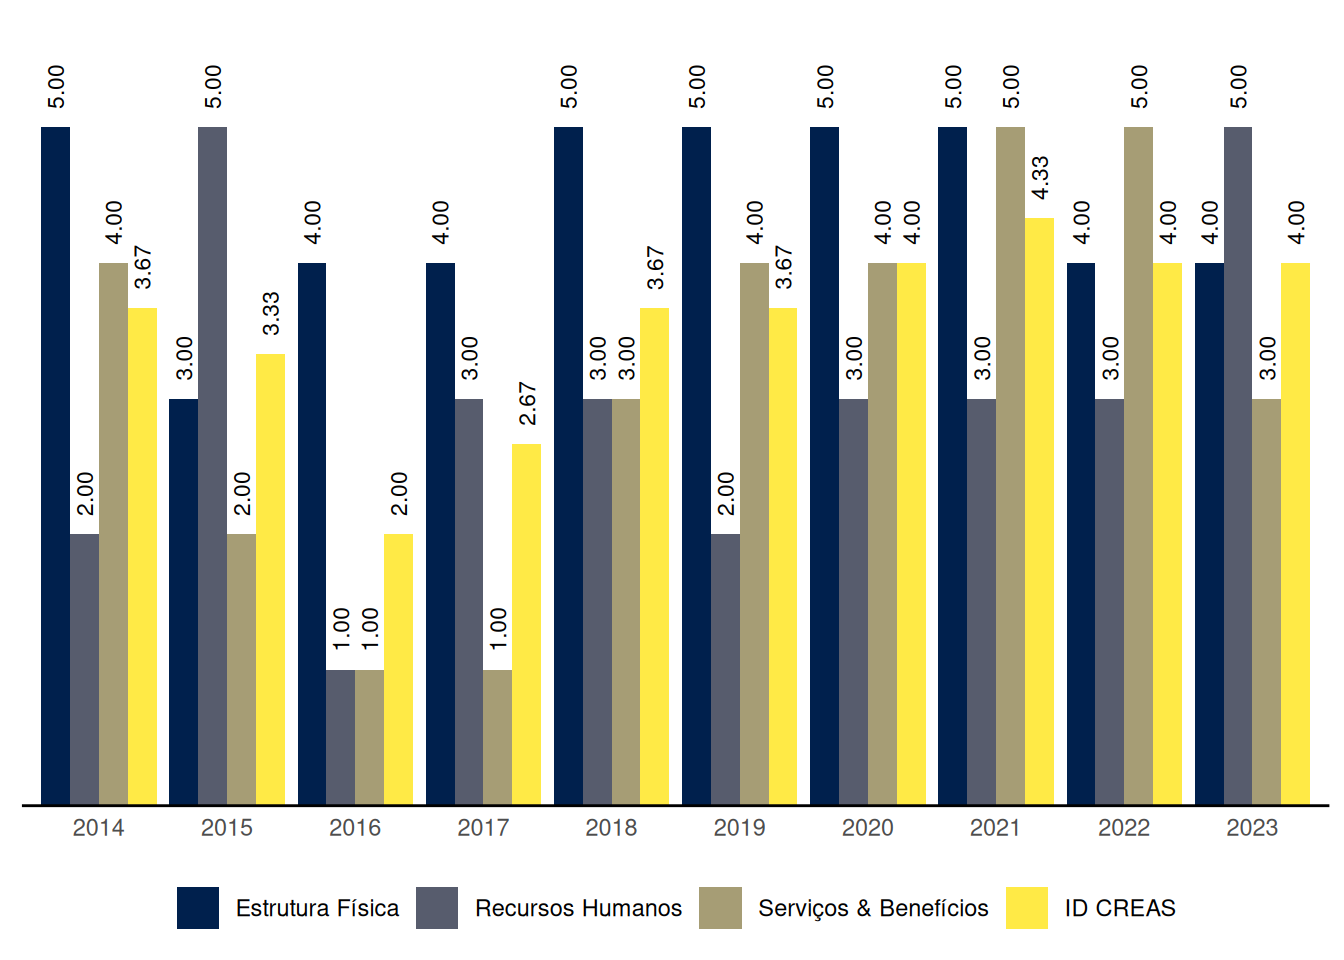 5.00 5.00 5.00 5.00 5.00 5.00 5.00 5.00 5.00
4.33
4.00 4.00 4.00 4.00 4.00 4.00 4.00 4.00 4.00 4.00 4.00
3.67 3.67 3.67
3.33
3.00 3.00 3.00 3.00 3.00 3.00 3.00 3.00
2.67
2.00 2.00 2.00 2.00
1.00 1.00 1.00
2014 2015 2016 2017 2018 2019 2020 2021 2022 2023
Estrutura Física Recursos Humanos Serviços & Benefícios ID CREAS